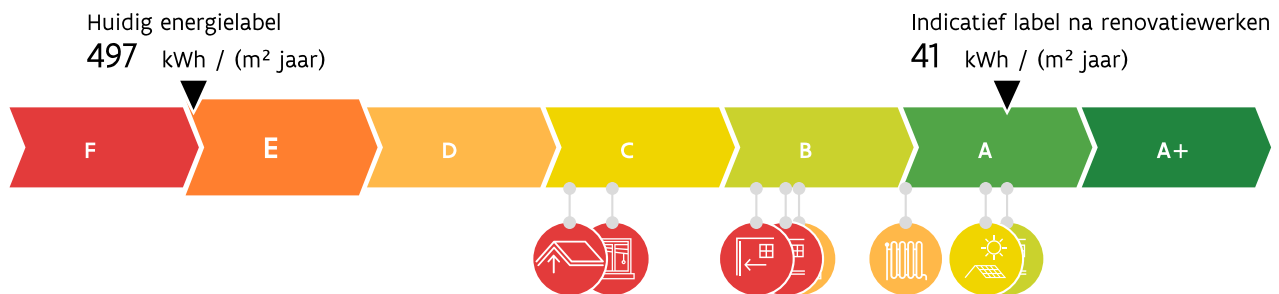 Huidig energielabel
497 kWh / (m² jaar)
Indicatief label na renovatiewerken
41 kWh / (m² jaar)
F E D C B A A+